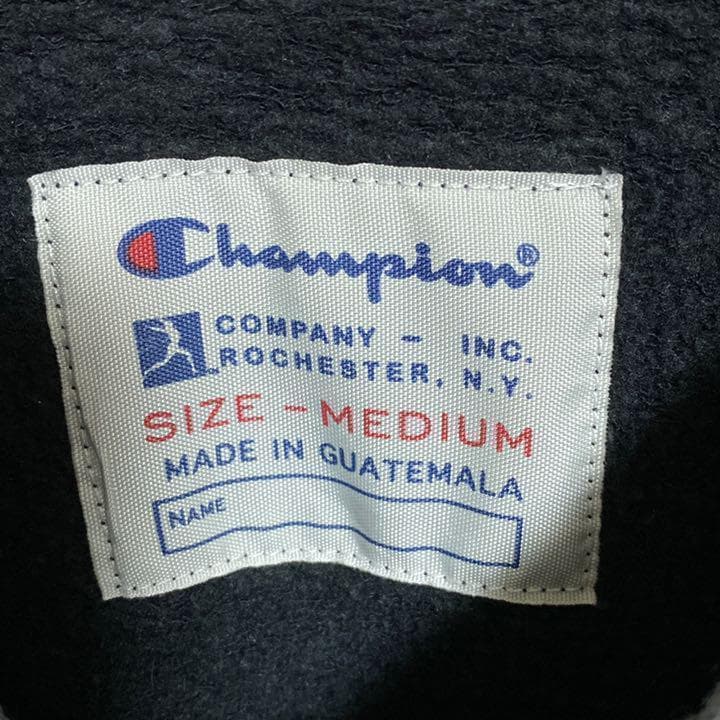 Champion®
COMPANY - INC.
ROCHESTER, N.Y.
SIZE - MEDIUM
MADE IN GUATEMALA
NAME